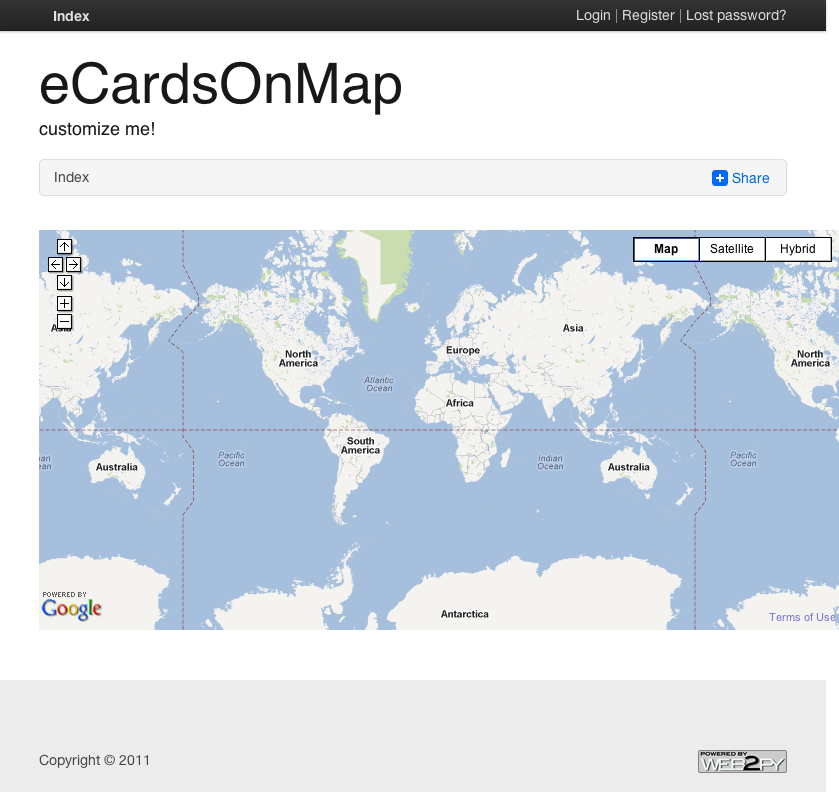 Index
Login | Register | Lost password?
eCardsOnMap
customize me!
Index
Share
Map
Satellite
Hybrid
Asia
Asia
North
America
North
America
Europe
Atlantic
Ocean
Africa
South
America
Pacific
Ocean
Indian
Ocean
Pacific
Ocean
an
ean
Australia
Australia
POWERED BY
Google
Antarctica
Terms of Use
Copyright © 2011
POWERED BY
WEB2PY